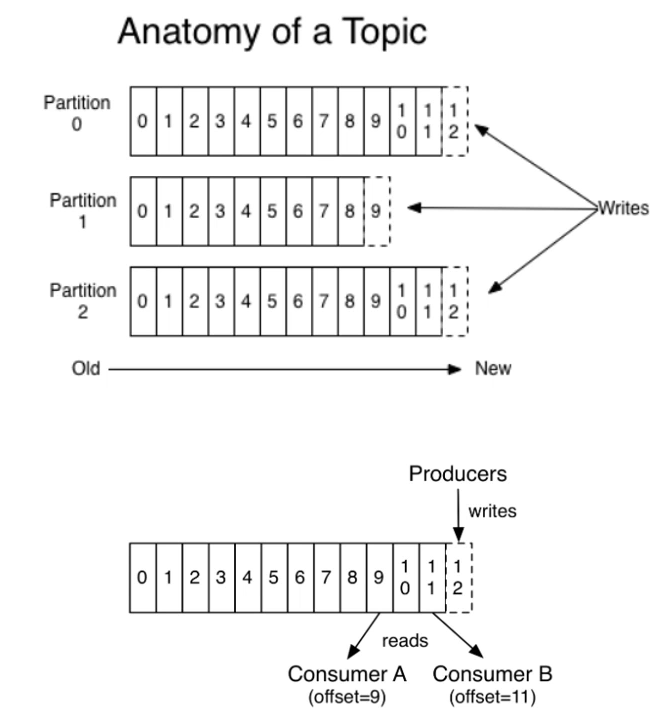 Anatomy of a Topic
Partition
0
0 1 2 3 4 5 6 7 8 9 10 11 12
Partition
1
0 1 2 3 4 5 6 7 8 9
Writes
Partition
2
0 1 2 3 4 5 6 7 8 9 10 11 12
Old New
Producers
writes
0 1 2 3 4 5 6 7 8 9 10 11 12
reads
Consumer A Consumer B
(offset=9) (offset=11)